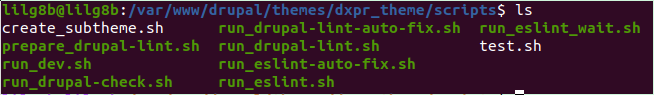 lilg8b@lilg8b:/var/www/drupal/themes/dxpr_theme/scripts$ ls
create_subtheme.sh run_drupal-lint-auto-fix.sh run_eslint_wait.sh
prepare_drupal-lint.sh run_drupal-lint.sh test.sh
run_dev.sh run_eslint-auto-fix.sh
run_drupal-check.sh run_eslint.sh